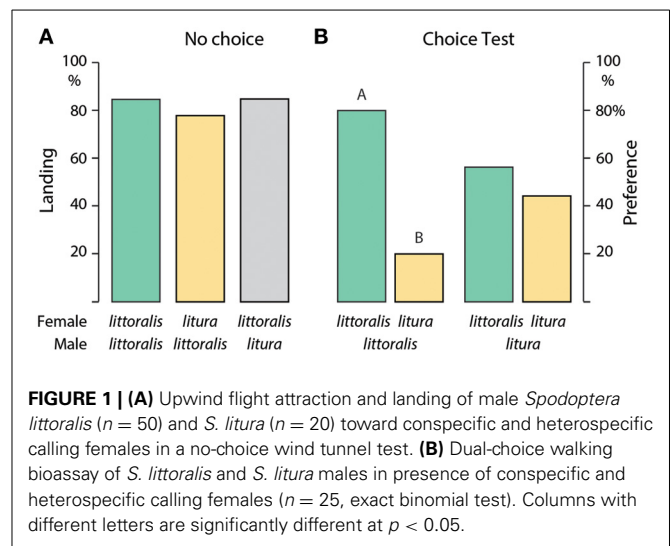 A No choice B Choice Test
100 100
% %
80 A 80%
60 60
40 B 40
20 20
Landing
Preference
Female littoralis litura littoralis littoralis litura littoralis litura
Male littoralis littoralis litura littoralis litura
FIGURE 1 | (A) Upwind flight attraction and landing of male Spodoptera
littoralis (n = 50) and S. litura (n = 20) toward conspecific and heterospecific
calling females in a no-choice wind tunnel test. (B) Dual-choice walking
bioassay of S. littoralis and S. litura males in presence of conspecific and
heterospecific calling females (n = 25, exact binomial test). Columns with
different letters are significantly different at p < 0.05.